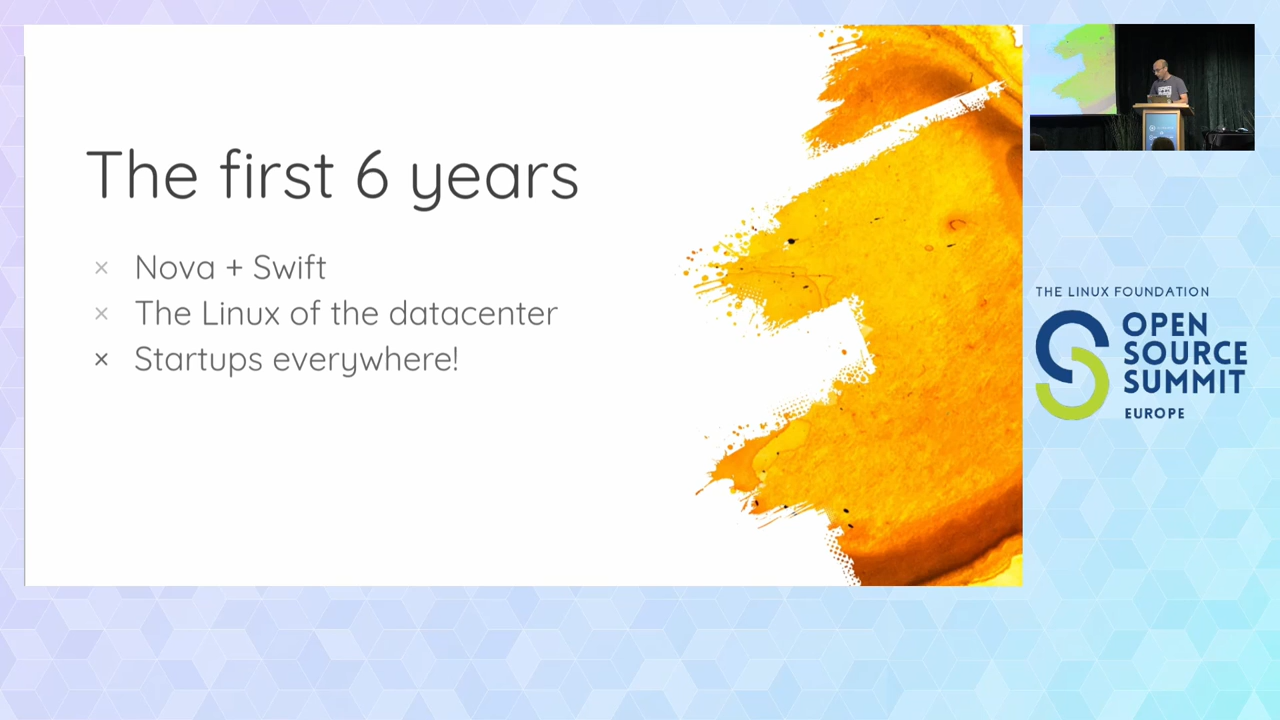 The first 6 years
× Nova + Swift
× The Linux of the datacenter
× Startups everywhere!
THE LINUX FOUNDATION
OPEN
SOURCE
SUMMIT
EUROPE